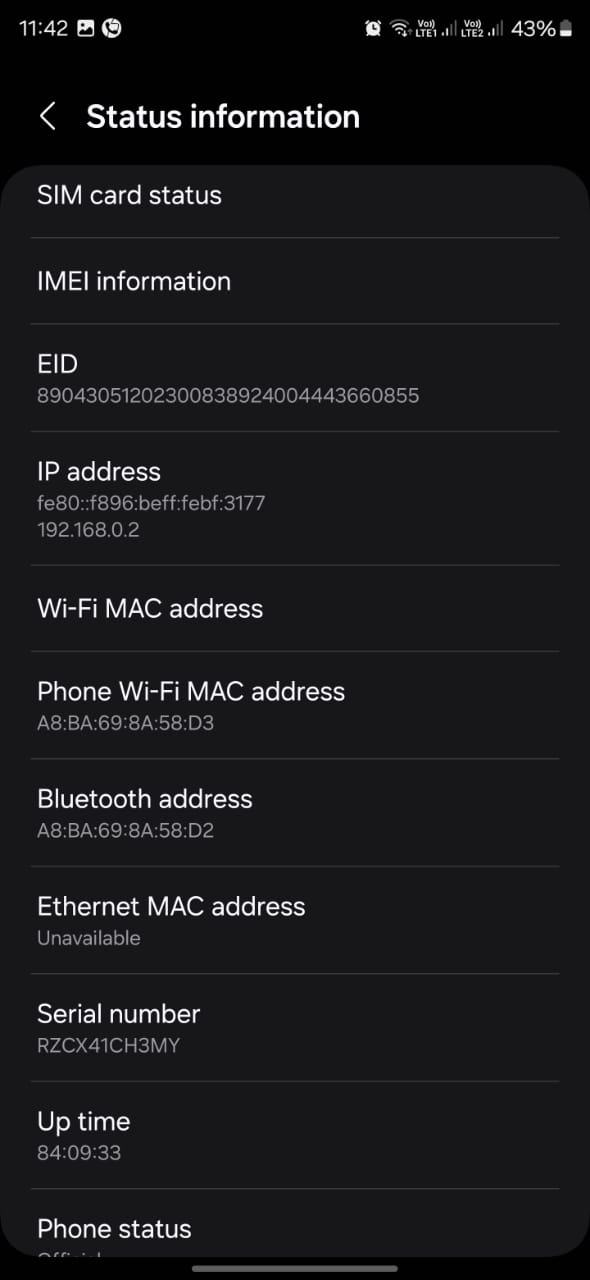 11:42 Vo)) LTE1 Vo)) LTE2 43%
Status information
SIM card status
IMEI information
EID
89043051202300838924004443660855
IP address
fe80::f896:beff:febf:3177
192.168.0.2
Wi-Fi MAC address
Phone Wi-Fi MAC address
A8:BA:69:8A:58:D3
Bluetooth address
A8:BA:69:8A:58:D2
Ethernet MAC address
Unavailable
Serial number
RZCX41CH3MY
Up time
84:09:33
Phone status